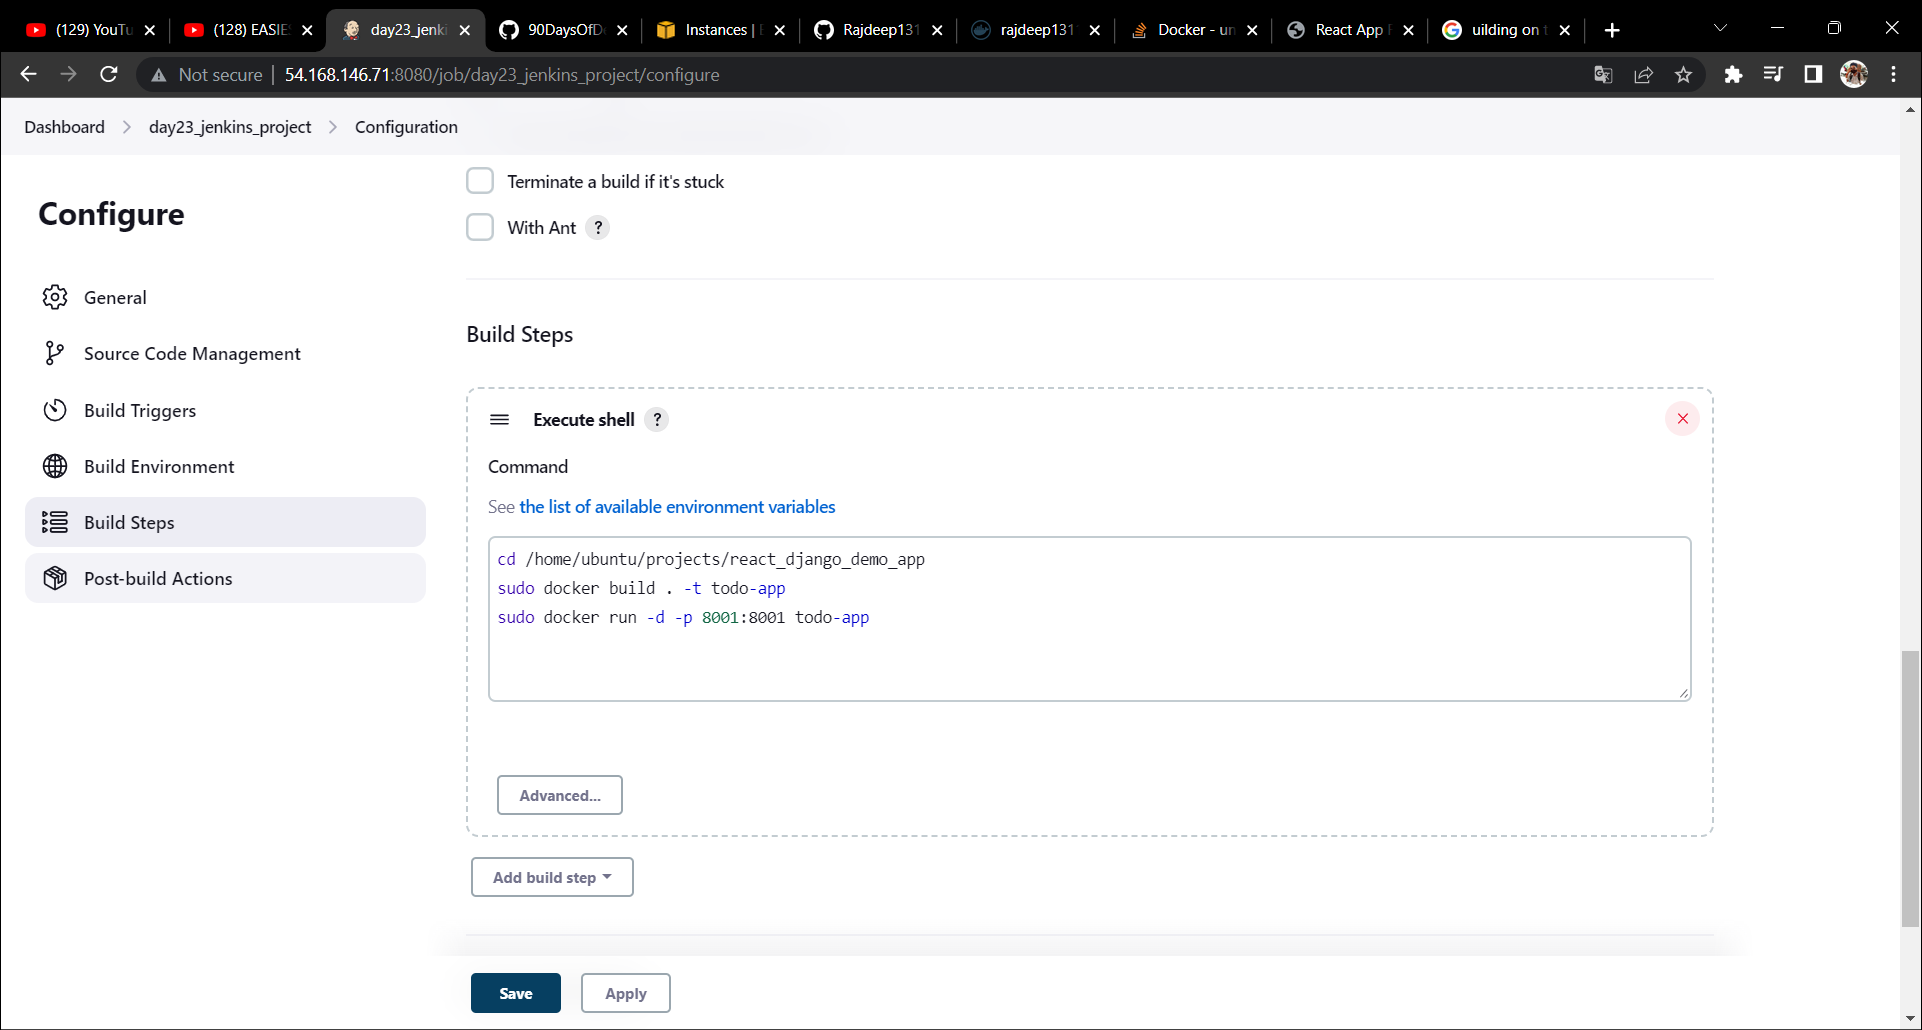 (129) YouTu
(128) EASIES
day23_jenki
90DaysOfDe
Instances | E
Rajdeep131
rajdeep131
Docker - un
React App
uilding on t
Not secure | 54.168.146.71:8080/job/day23_jenkins_project/configure
Dashboard
day23_jenkins_project
Configuration
Configure
General
Source Code Management
Build Triggers
Build Environment
Build Steps
Post-build Actions
Terminate a build if it's stuck
With Ant ?
Build Steps
Execute shell ?
Command
See the list of available environment variables
cd /home/ubuntu/projects/react_django_demo_app
sudo docker build . -t todo-app
sudo docker run -d -p 8001:8001 todo-app
Advanced...
Add build step
Save
Apply